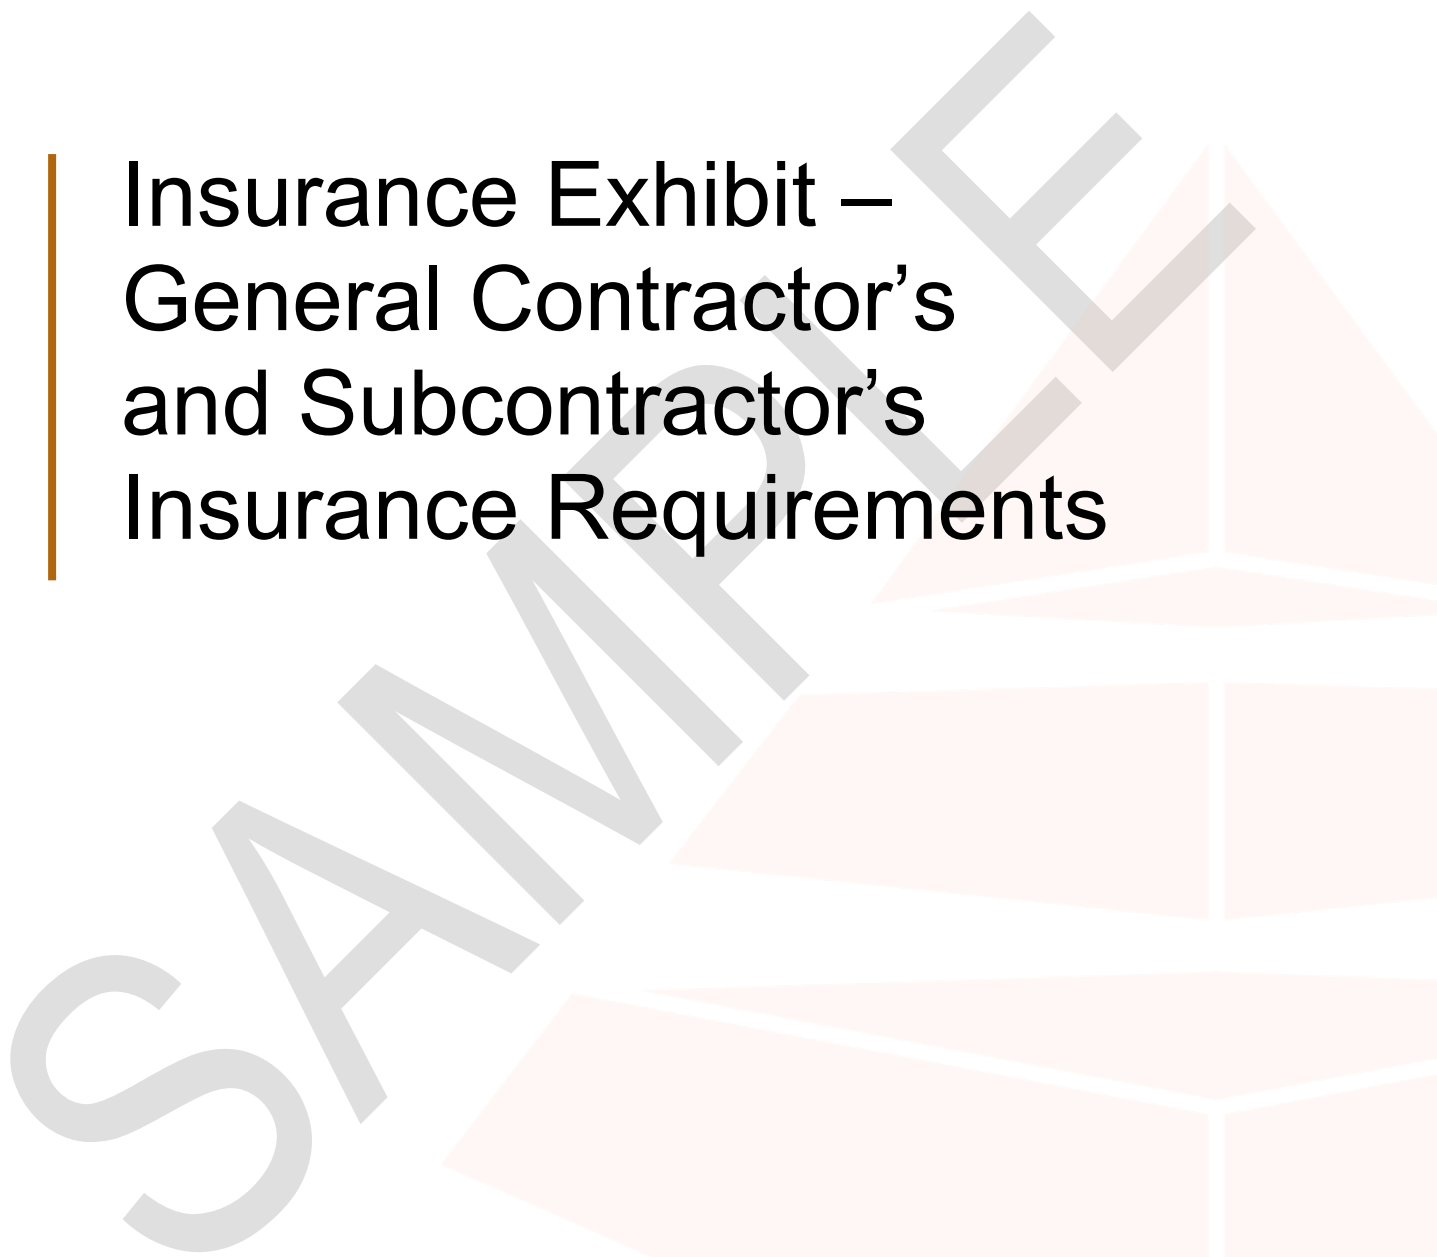 Insurance Exhibit –
General Contractor’s
and Subcontractor’s
Insurance Requirements
SAMPLE